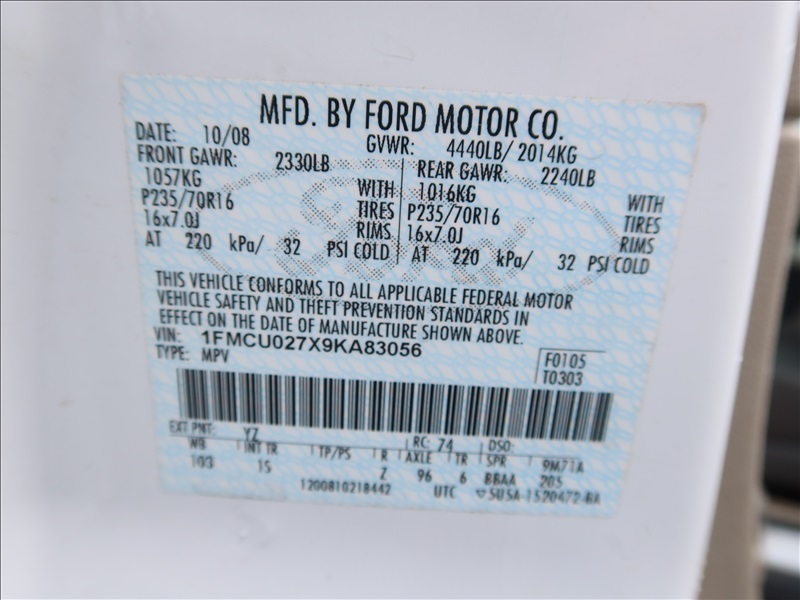 MFD. BY FORD MOTOR CO.
DATE: 10/08 GVWR: 4440LB/ 2014KG
FRONT GAWR: 2330LB REAR GAWR: 2240LB
1057KG WITH 1016KG WITH
P235/70R16 TIRES P235/70R16 TIRES
16x7.0J RIMS 16x7.0J RIMS
AT 220 kPa/ 32 PSI COLD AT 220 kPa/ 32 PSI COLD
THIS VEHICLE CONFORMS TO ALL APPLICABLE FEDERAL MOTOR
VEHICLE SAFETY AND THEFT PREVENTION STANDARDS IN
EFFECT ON THE DATE OF MANUFACTURE SHOWN ABOVE.
VIN: 1FMCU027X9KA83056
TYPE: MPV F0105
T0303
EXT PNT: YZ RC: 74 DSO:
WB INT TR TP/PS R AXLE TR SPR 9M71A
103 15 Z 96 6 BBAA 205
1200810218442 UTC 5USA 1520472-BA